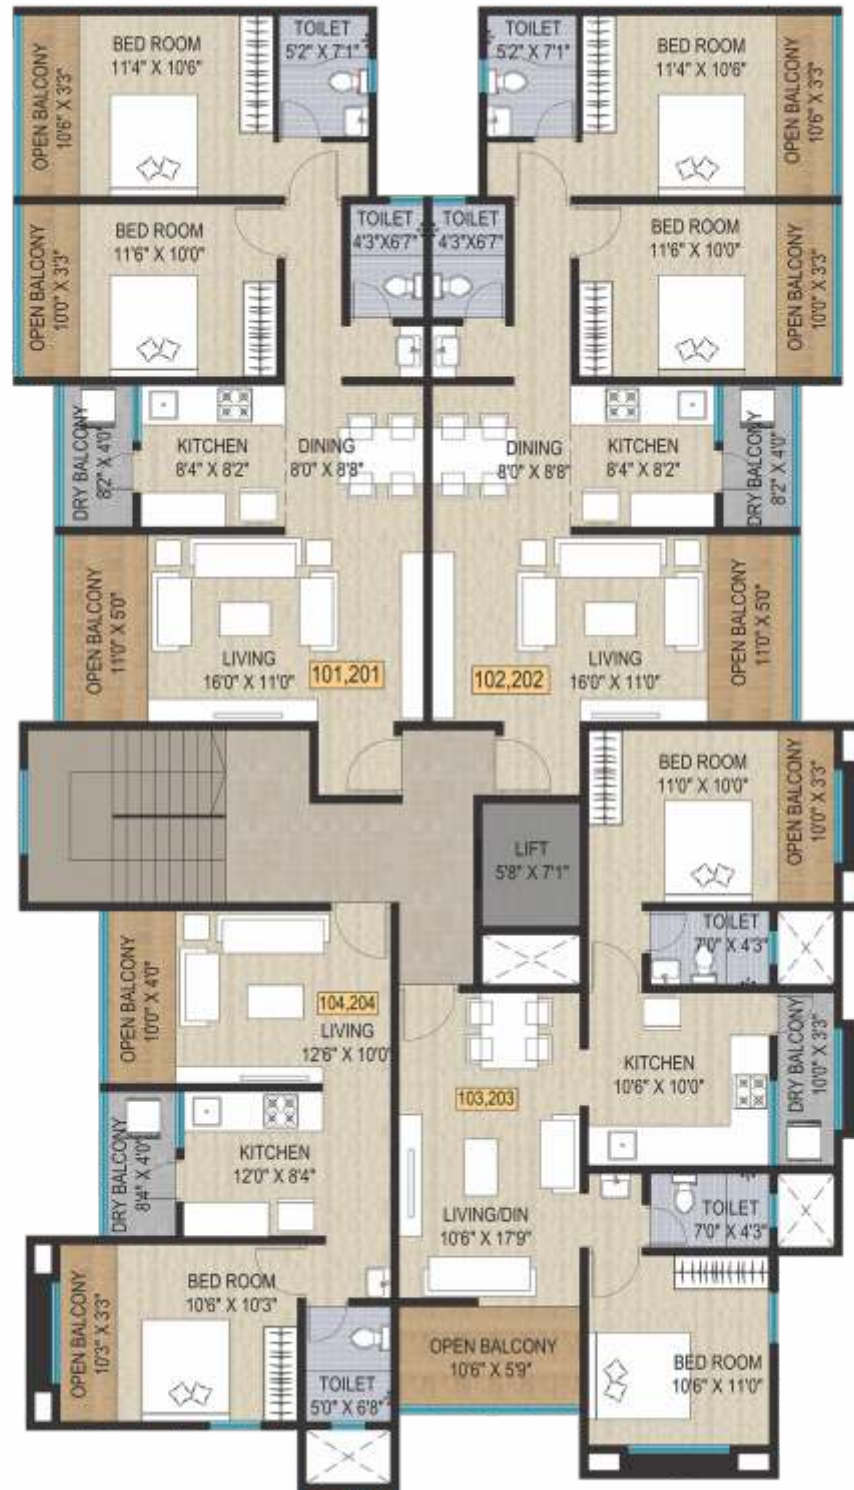 OPEN BALCONY
10'6" X 3'3"
BED ROOM
11'4" X 10'6"
TOILET
5'2" X 7'1"
TOILET
5'2" X 7'1"
BED ROOM
11'4" X 10'6"
OPEN BALCONY
10'6" X 3'3"
OPEN BALCONY
10'0" X 3'3"
BED ROOM
11'6" X 10'0"
TOILET
4'3"X6'7"
TOILET
4'3"X6'7"
BED ROOM
11'6" X 10'0"
OPEN BALCONY
10'0" X 3'3"
DRY BALCONY
8'2" X 4'0"
KITCHEN
8'4" X 8'2"
DINING
8'0" X 8'8"
DINING
8'0" X 8'8"
KITCHEN
8'4" X 8'2"
DRY BALCONY
8'2" X 4'0"
OPEN BALCONY
11'0" X 5'0"
LIVING
16'0" X 11'0"
101,201
102,202
LIVING
16'0" X 11'0"
OPEN BALCONY
11'0" X 5'0"
BED ROOM
11'0" X 10'0"
OPEN BALCONY
10'0" X 3'3"
LIFT
5'8" X 7'1"
TOILET
7'0" X 4'3"
OPEN BALCONY
10'0" X 4'0"
104,204
LIVING
12'6" X 10'0"
KITCHEN
10'6" X 10'0"
DRY BALCONY
10'0" X 3'3"
103,203
DRY BALCONY
8'4" X 4'0"
KITCHEN
12'0" X 8'4"
LIVING/DIN
10'6" X 17'9"
TOILET
7'0" X 4'3"
OPEN BALCONY
10'3" X 3'3"
BED ROOM
10'6" X 10'3"
TOILET
5'0" X 6'8"
OPEN BALCONY
10'6" X 5'9"
BED ROOM
10'6" X 11'0"